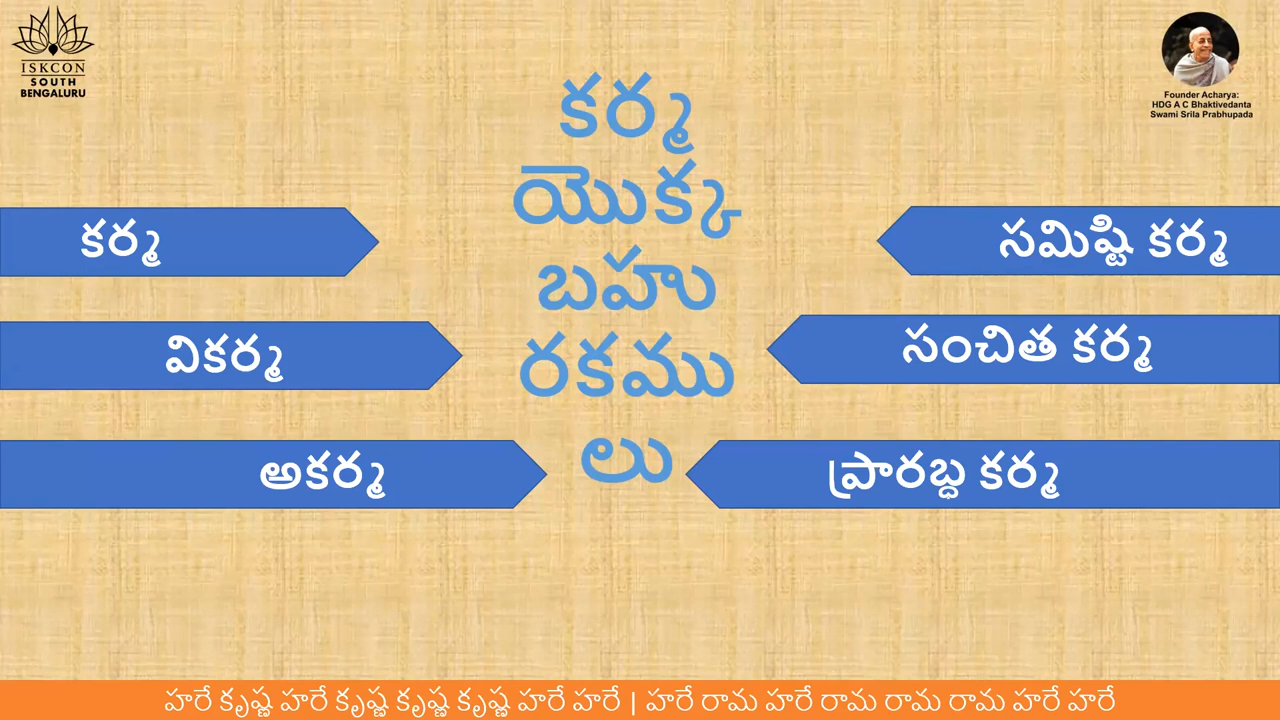 ISKCON
SOUTH
BENGALURU
Founder Acharya:
HDG A C Bhaktivedanta
Swami Srila Prabhupada
కర్మ
యొక్క
బహు
రకము
లు
కర్మ
వికర్మ
అకర్మ
సమిష్టి కర్మ
సంచిత కర్మ
ప్రారబ్ద కర్మ
హరే కృష్ణ హరే కృష్ణ కృష్ణ కృష్ణ హరే హరే | హరే రామ హరే రామ రామ రామ హరే హరే